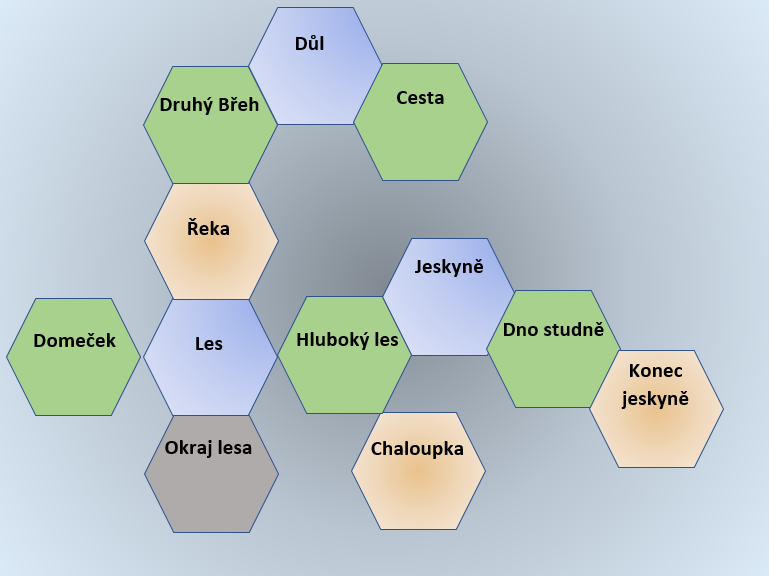 Důl
Druhý Břeh
Cesta
Řeka
Jeskyně
Domeček
Les
Hluboký les
Dno studně
Konec
jeskyně
Okraj lesa
Chaloupka